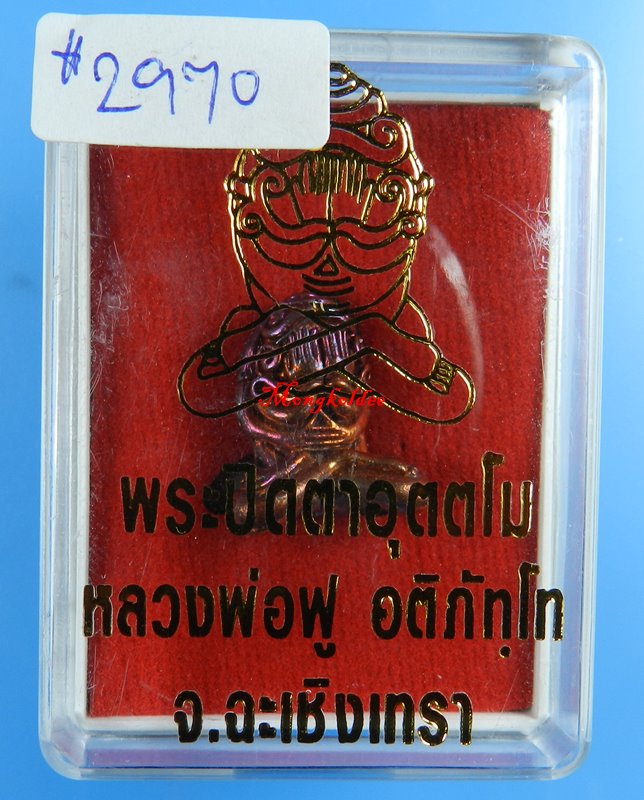 #2970
Mongkoldee
พระปิดตาอุตตโม
หลวงพ่อฟู อติภัทฺโท
จ.ฉะเชิงเทรา